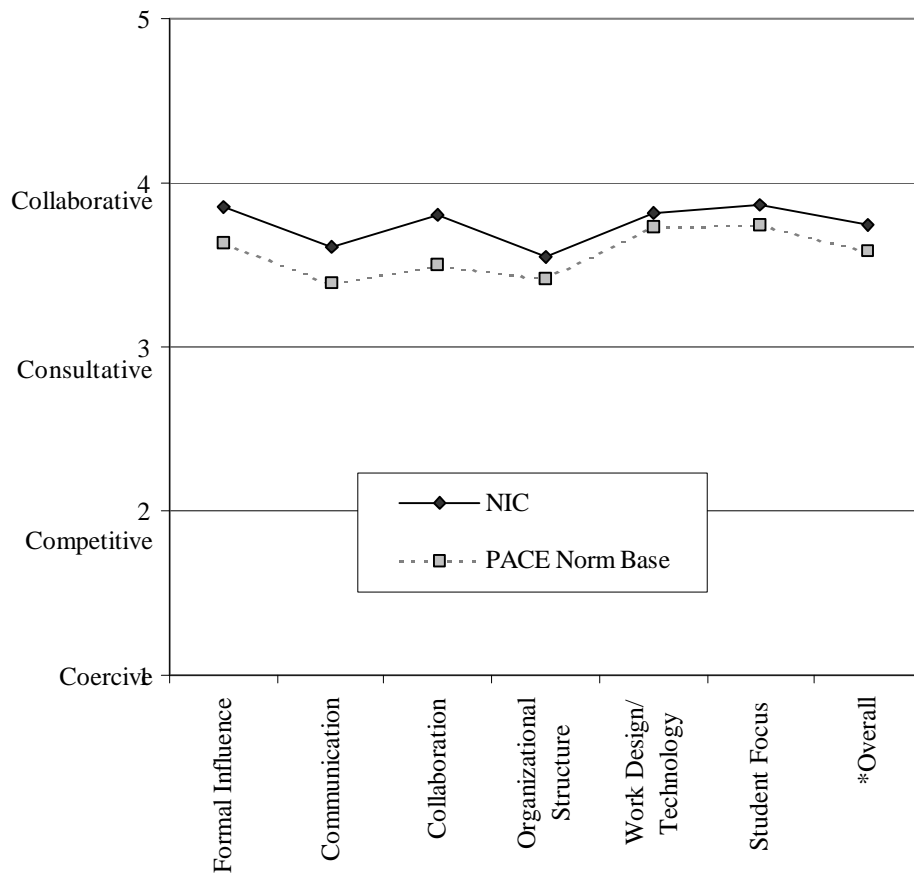 5
4
Collaborative
3
Consultative
NIC
2
Competitive
PACE Norm Base
Coercive
1
Formal Influence
Communication
Collaboration
Organizational
Structure
Work Design/
Technology
Student Focus
*Overall